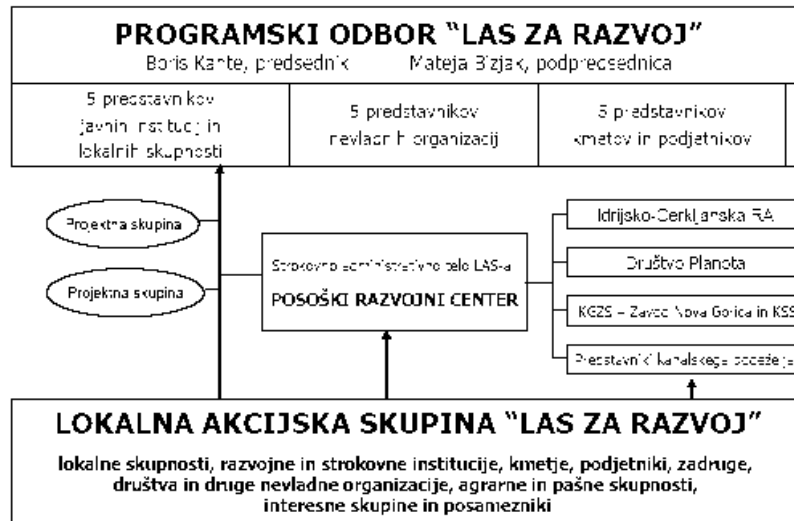 PROGRAMSKI ODBOR “LAS ZA RAZVOJ”
Boris Kante, predsednik Mateja Bizjak, podpredsednica
5 predstavnikov
javnih institucij in
lokalnih skupnosti
5 predstavnikov
nevladnih organizacij
5 predstavnikov
kmetov in podjetnikov
Projektna skupina
Projektna skupina
Strokovno administrativno telo LAS-a
POSOŠKI RAZVOJNI CENTER
Idrijsko-Cerkljanska RA
Društvo Planota
KGZS – Zavod Nova Gorica in KSS
Predstavniki kanalskega podeželja
LOKALNA AKCIJSKA SKUPINA “LAS ZA RAZVOJ”
lokalne skupnosti, razvojne in strokovne institucije, kmetje, podjetniki, zadruge,
društva in druge nevladne organizacije, agrarne in pašne skupnosti,
interesne skupine in posamezniki